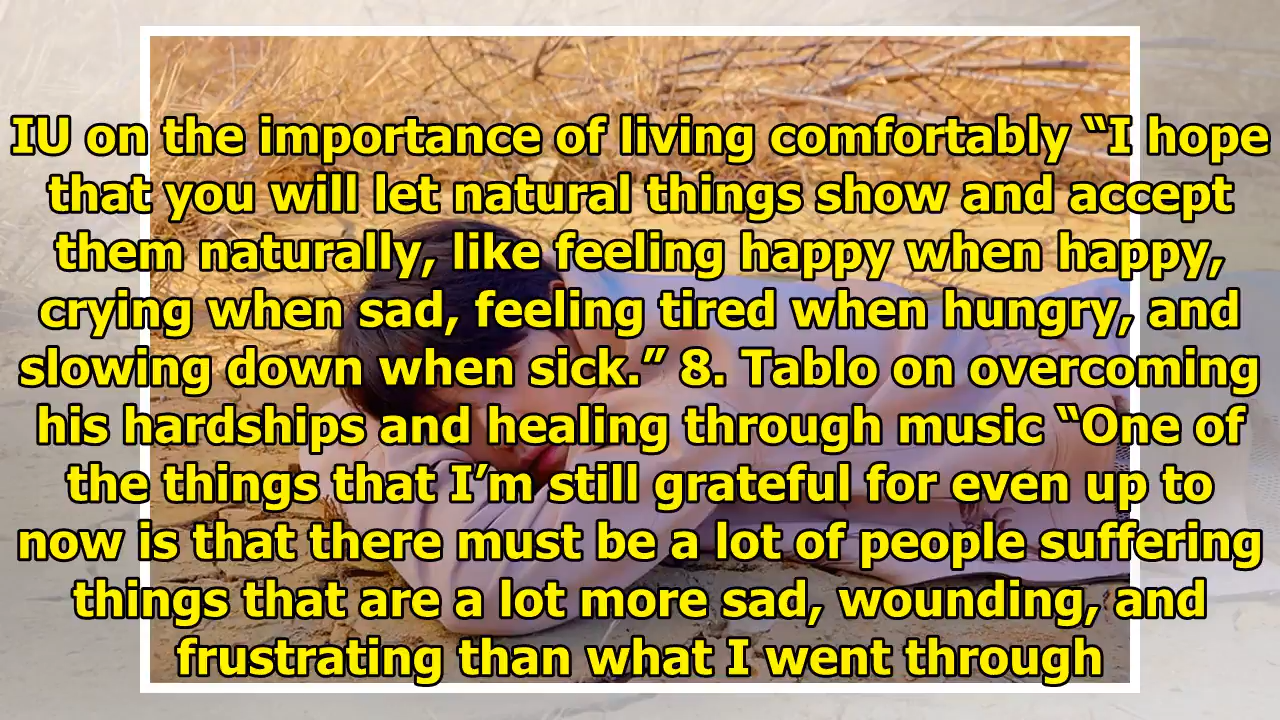 IU on the importance of living comfortably “I hope
that you will let natural things show and accept
them naturally, like feeling happy when happy,
crying when sad, feeling tired when hungry, and
slowing down when sick.” 8. Tablo on overcoming
his hardships and healing through music “One of
the things that I’m still grateful for even up to
now is that there must be a lot of people suffering
things that are a lot more sad, wounding, and
frustrating than what I went through